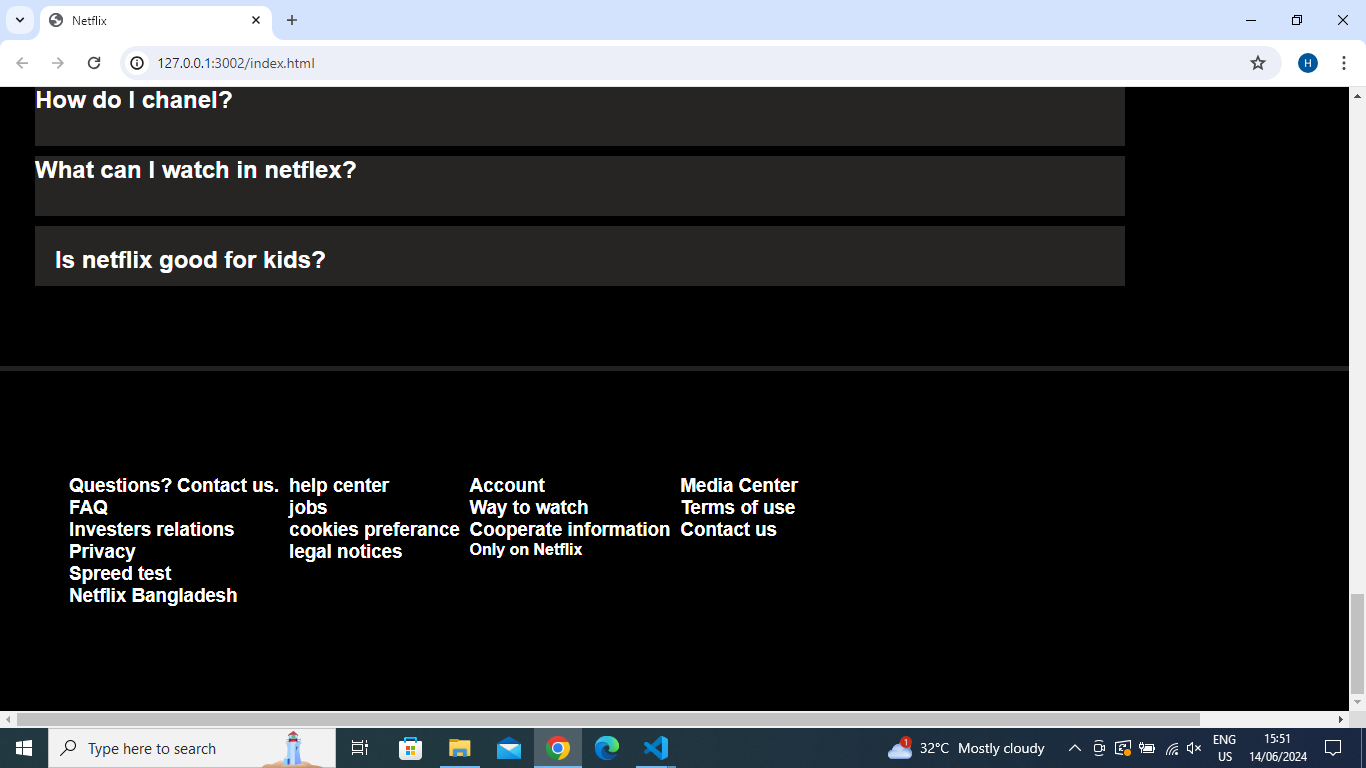 Netflix
127.0.0.1:3002/index.html
H
How do I chanel?
What can I watch in netflex?
Is netflix good for kids?
Questions? Contact us.
FAQ
Investers relations
Privacy
Spreed test
Netflix Bangladesh
help center
jobs
cookies preferance
legal notices
Account
Way to watch
Cooperate information
Only on Netflix
Media Center
Terms of use
Contact us
Type here to search
1
32°C Mostly cloudy
ENG
US
15:51
14/06/2024